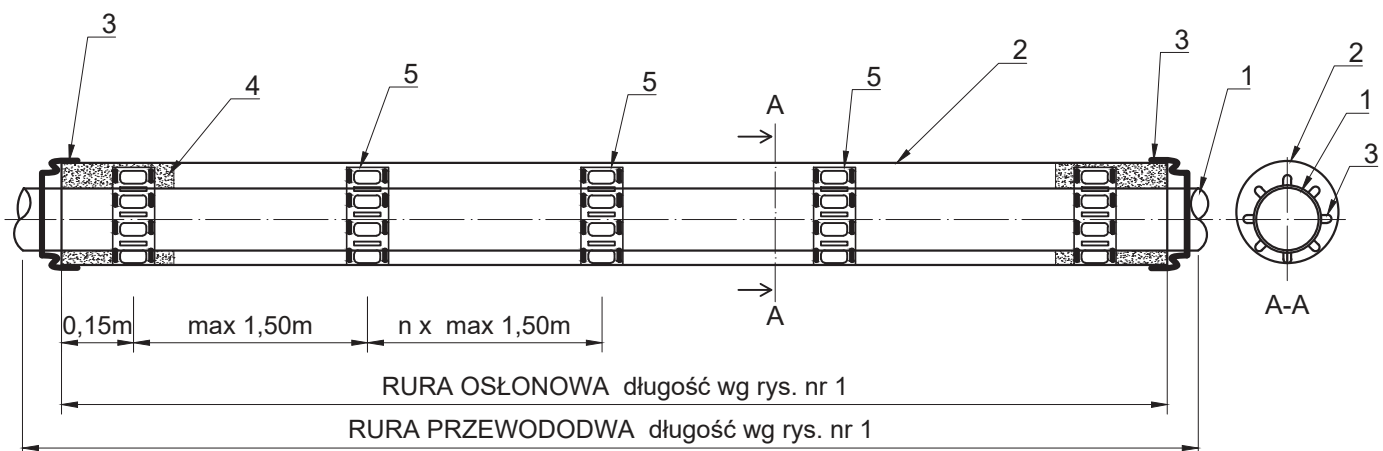 3
4
5
5
A
5
2
3
1
2
1
3
A
A-A
0,15m
max 1,50m
n x max 1,50m
RURA OSŁONOWA długość wg rys. nr 1
RURA PRZEWODODWA długość wg rys. nr 1